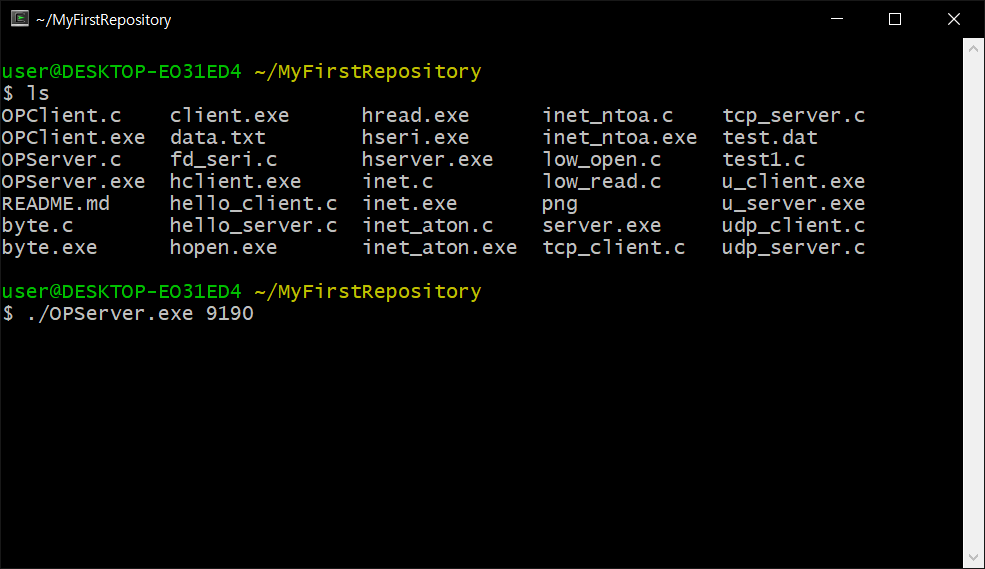 ~/MyFirstRepository
user@DESKTOP-EO31ED4 ~/MyFirstRepository
$ ls
OPClient.c    client.exe      hread.exe      inet_ntoa.c    tcp_server.c
OPClient.exe  data.txt        hseri.exe      inet_ntoa.exe  test.dat
OPServer.c    fd_seri.c       hserver.exe    low_open.c     test1.c
OPServer.exe  hclient.exe     inet.c         low_read.c     u_client.exe
README.md     hello_client.c  inet.exe       png            u_server.exe
byte.c        hello_server.c  inet_aton.c    server.exe     udp_client.c
byte.exe      hopen.exe       inet_aton.exe  tcp_client.c   udp_server.c
user@DESKTOP-EO31ED4 ~/MyFirstRepository
$ ./OPServer.exe 9190